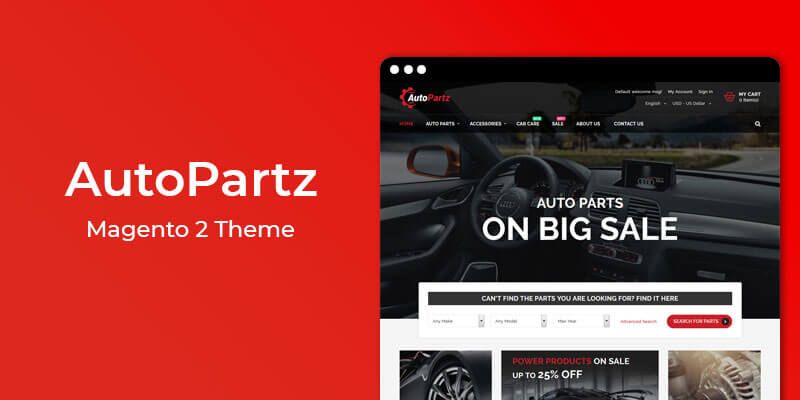 AutoPartz
Magento 2 Theme
Default welcome msg! My Account Sign In
MY CART
0 Item(s)
English USD - US Dollar
AutoPartz
HOME AUTO PARTS ACCESSORIES CAR CARE SALE ABOUT US CONTACT US
AUTO PARTS
ON BIG SALE
CAN'T FIND THE PARTS YOU ARE LOOKING FOR? FIND IT HERE
Any Make Any Model Max Year Advanced Search SEARCH FOR PARTS
POWER PRODUCTS ON SALE
UP TO 25% OFF